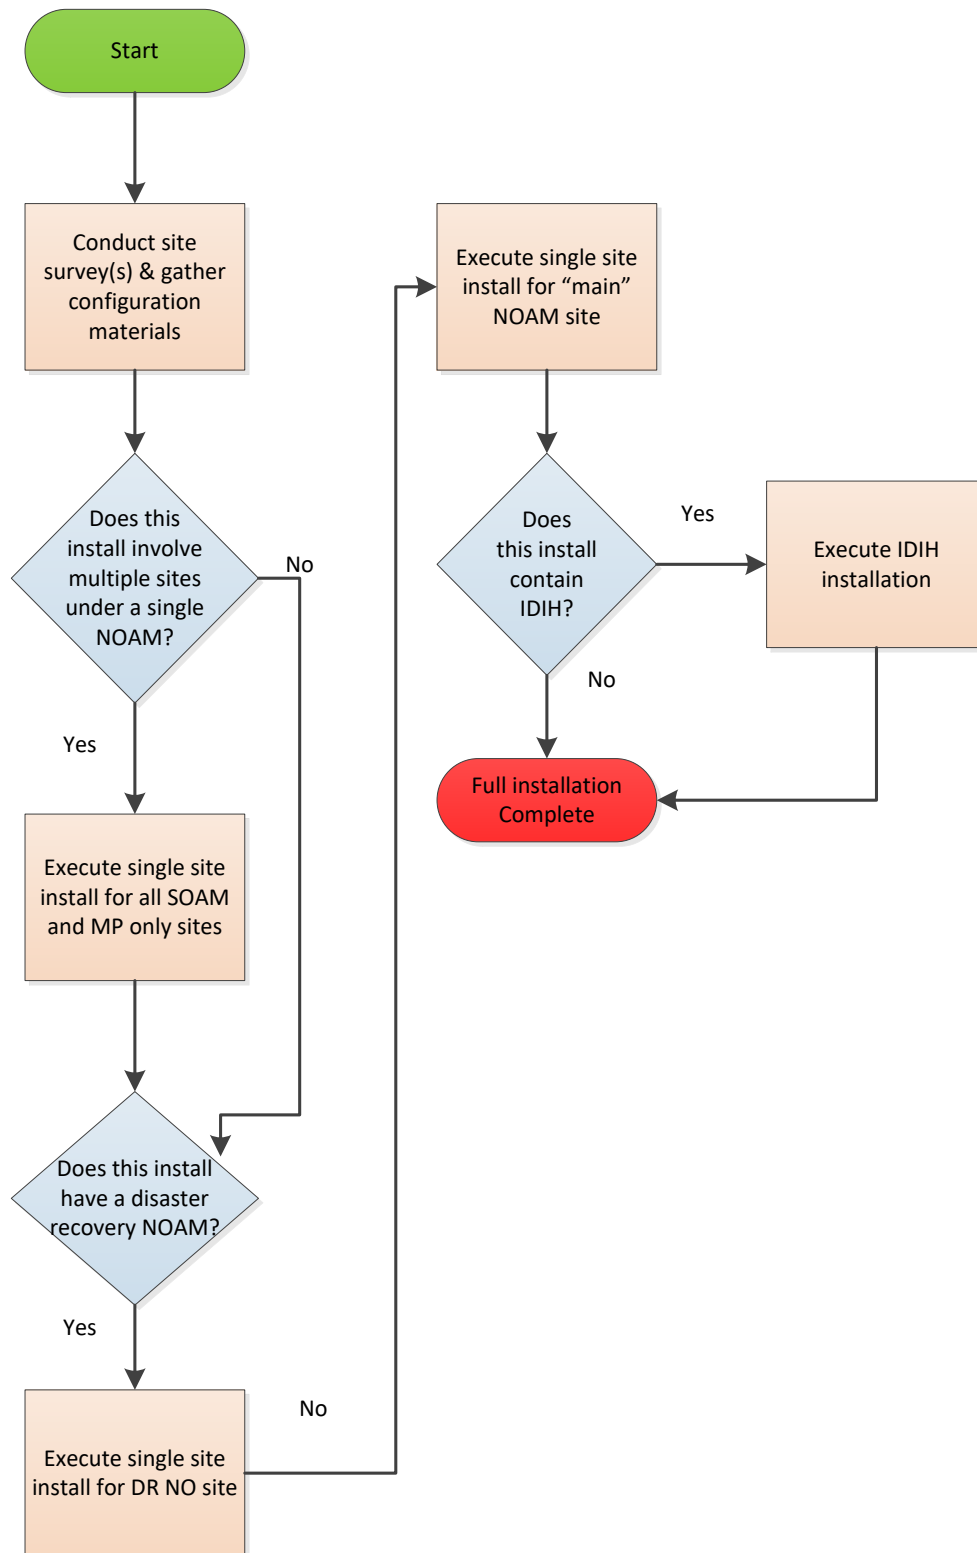 Start
Conduct site
survey(s) & gather
configuration
materials
Does this
install involve
multiple sites
under a single
NOAM?
No
Yes
Execute single site
install for all SOAM
and MP only sites
Does this install
have a disaster
recovery NOAM?
Yes
No
Execute single site
install for DR NO site
Execute single site
install for “main”
NOAM site
Does
this install
contain
IDIH?
Yes
Execute IDIH
installation
No
Full installation
Complete